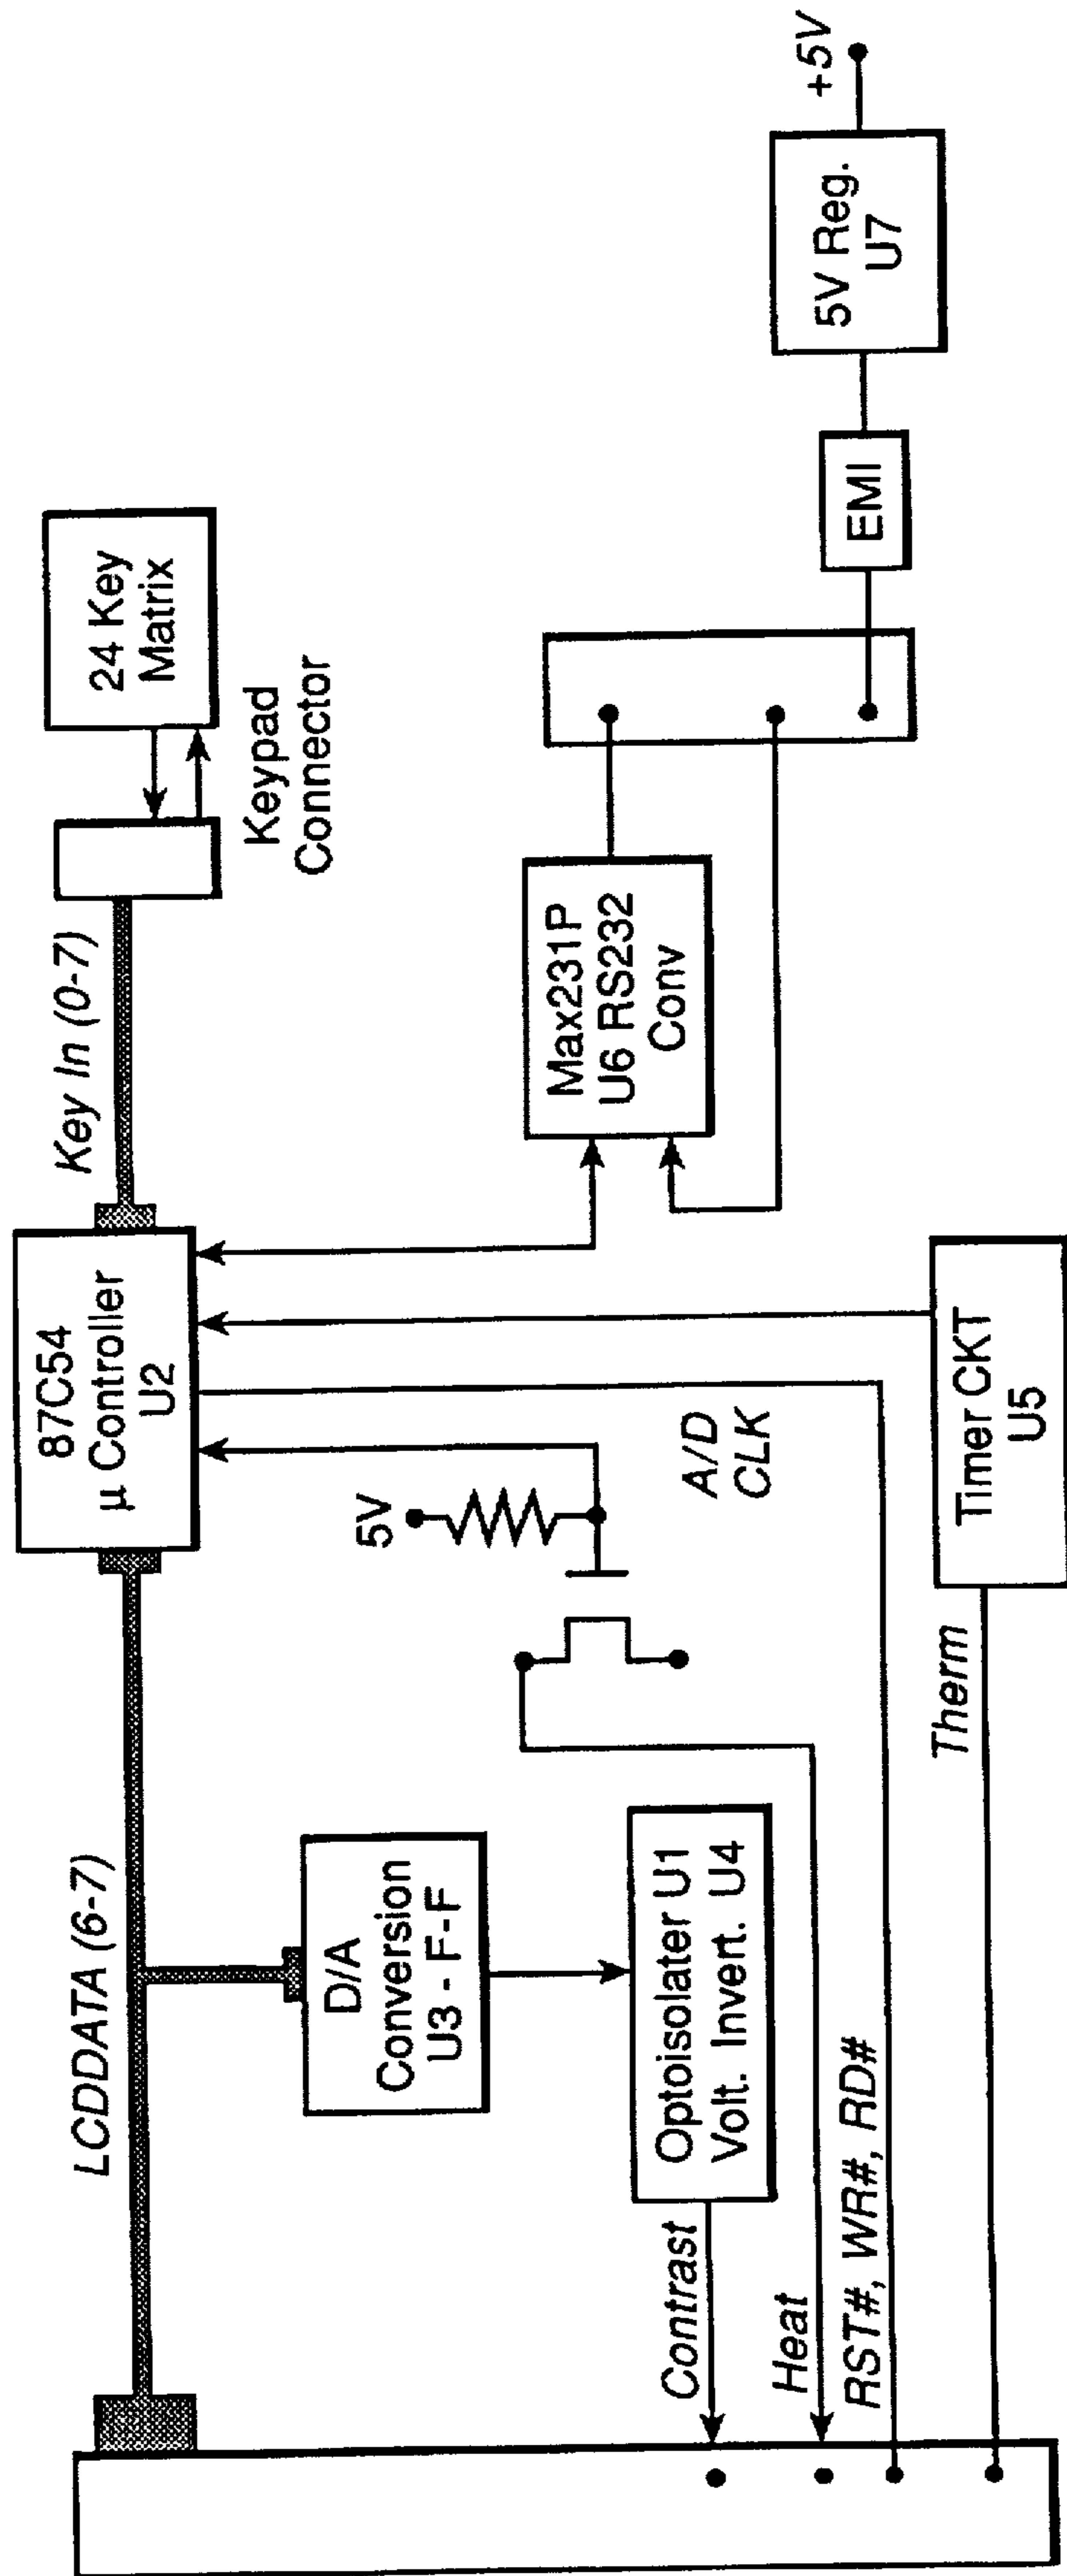 LCDDATA (6-7)
87C54
µ Controller
U2
Key In (0-7)
24 Key
Matrix
Keypad
Connector
D/A
Conversion
U3 - F-F
5V
Optoisolater U1
Volt. Invert. U4
Contrast
Heat
RST#, WR#, RD#
A/D
CLK
Max231P
U6 RS232
Conv
EMI
5V Reg.
U7
+5V
Therm
Timer CKT
U5